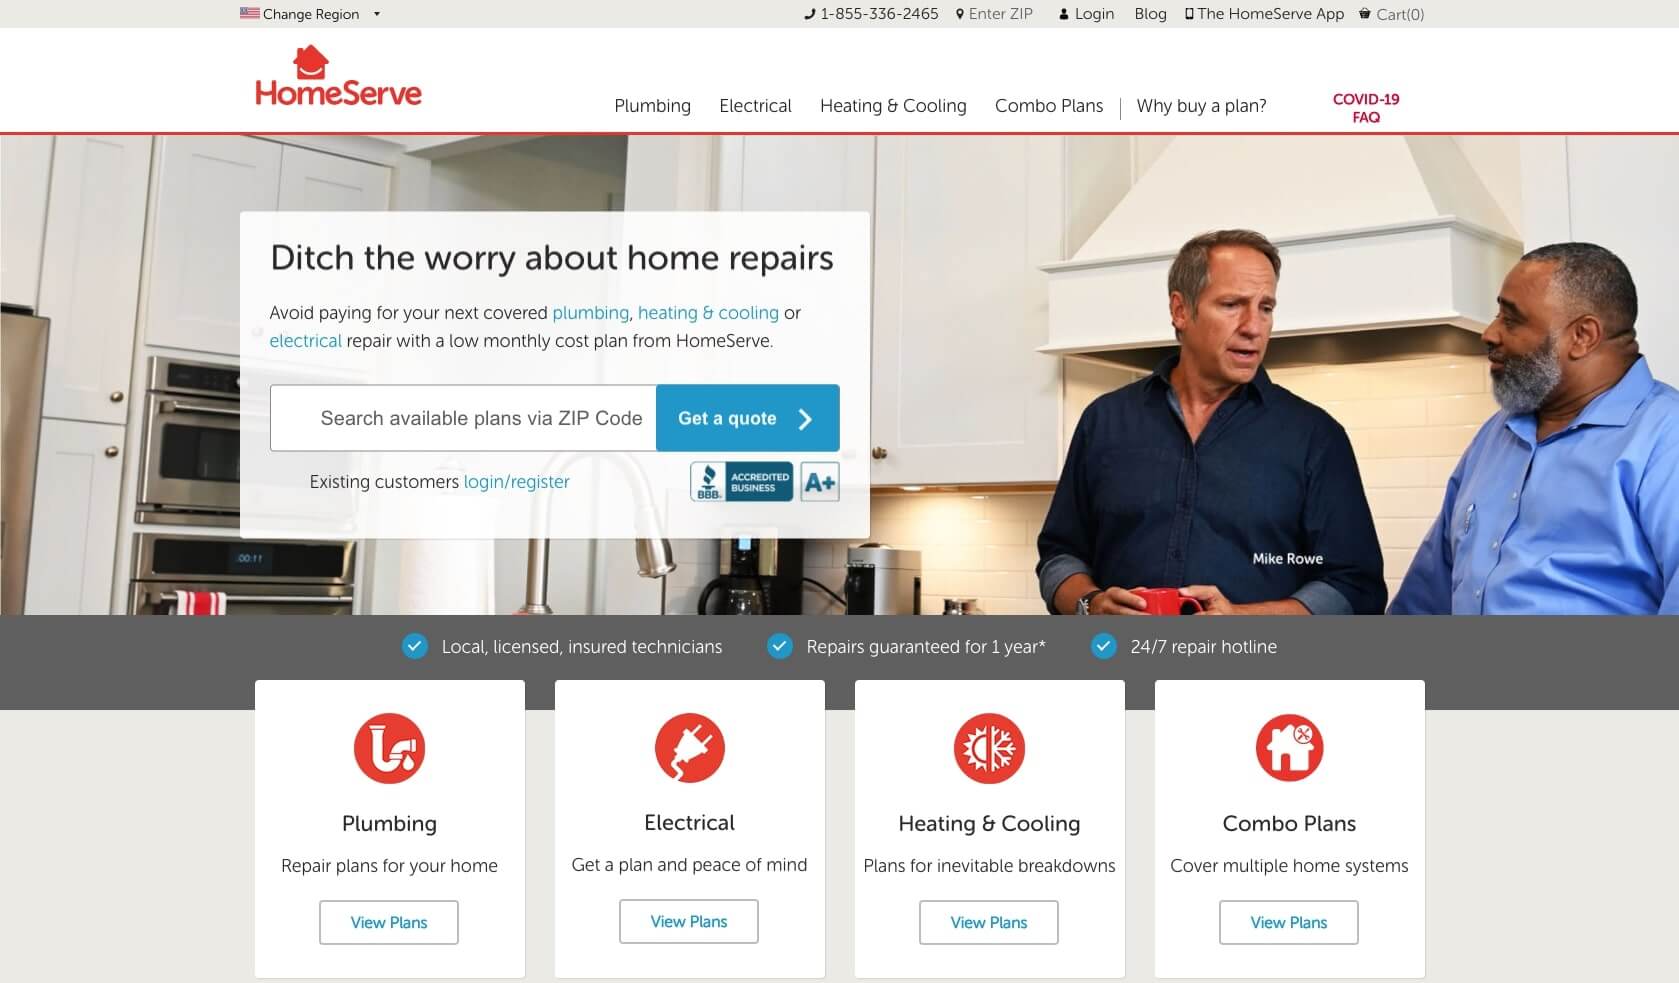 Change Region
1-855-336-2465
Enter ZIP
Login
Blog
The HomeServe App
Cart(0)
HomeServe
Plumbing
Electrical
Heating & Cooling
Combo Plans
Why buy a plan?
COVID-19
FAQ
Ditch the worry about home repairs
Avoid paying for your next covered plumbing, heating & cooling or
electrical repair with a low monthly cost plan from HomeServe.
Search available plans via ZIP Code
Get a quote
Existing customers login/register
BBB
ACCREDITED
BUSINESS
A+
00:11
Mike Rowe
Local, licensed, insured technicians
Repairs guaranteed for 1 year*
24/7 repair hotline
Plumbing
Repair plans for your home
View Plans
Electrical
Get a plan and peace of mind
View Plans
Heating & Cooling
Plans for inevitable breakdowns
View Plans
Combo Plans
Cover multiple home systems
View Plans